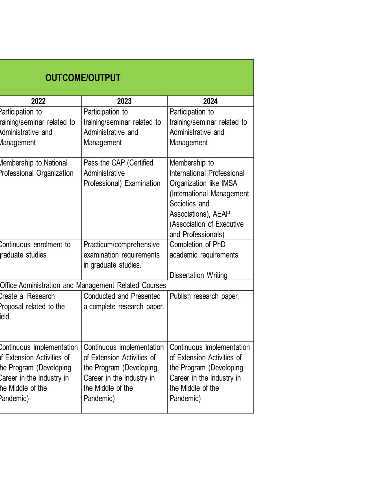 OUTCOME/OUTPUT
2022 2023 2024
Participation to
training/seminar related to
Administrative and
Management
Participation to
training/seminar related to
Administrative and
Management
Participation to
training/seminar related to
Administrative and
Management
Membership to National
Professional Organization
Pass the CAP (Certified
Administrative
Professional) Examination
Membership to
International Professional
Organization like IMSA
(International Management
Societies and
Associations), AEAP
(Association of Executive
and Professionals)
Continuous enrolment to
graduate studies.
Practicum/comprehensive
examination requirements
in graduate studies.
Completion of PhD
academic requirements
Dissertation Writing
Office Administration and Management Related Courses
Create a Research
Proposal related to the
field.
Conducted and Presented
a complete research paper.
Publish research paper.
Continuous Implementation
of Extension Activities of
the Program (Developing
Career in the Industry in
the Middle of the
Pandemic)
Continuous Implementation
of Extension Activities of
the Program (Developing
Career in the Industry in
the Middle of the
Pandemic)
Continuous Implementation
of Extension Activities of
the Program (Developing
Career in the Industry in
the Middle of the
Pandemic)